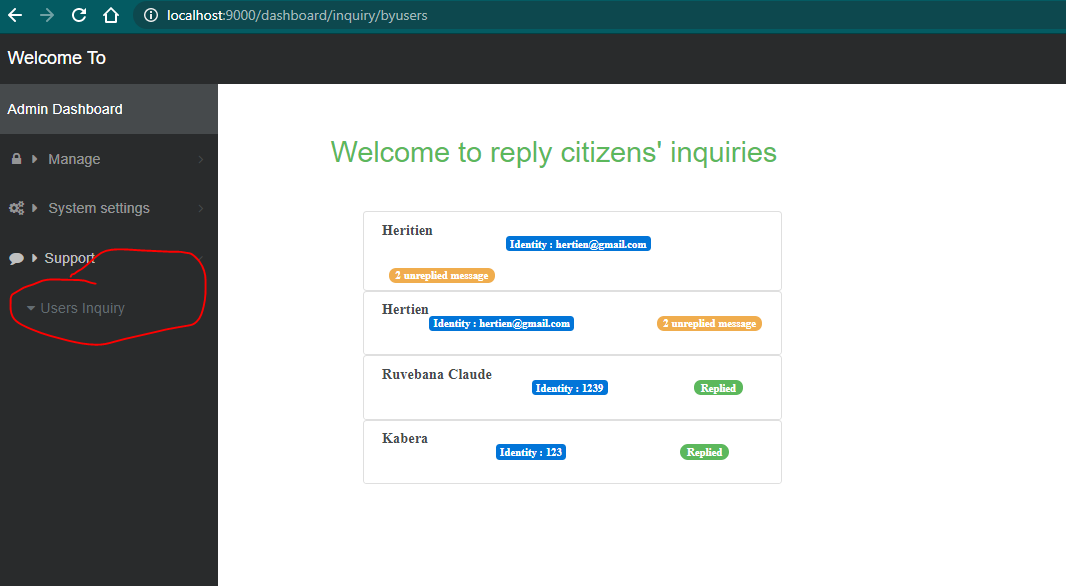 localhost:9000/dashboard/inquiry/byusers
Welcome To
Admin Dashboard
Manage
System settings
Support
Users Inquiry
Welcome to reply citizens' inquiries
Heritien
Identity : hertien@gmail.com
2 unreplied message
Hertien
Identity : hertien@gmail.com 2 unreplied message
Ruvebana Claude
Identity : 1239 Replied
Kabera
Identity : 123 Replied